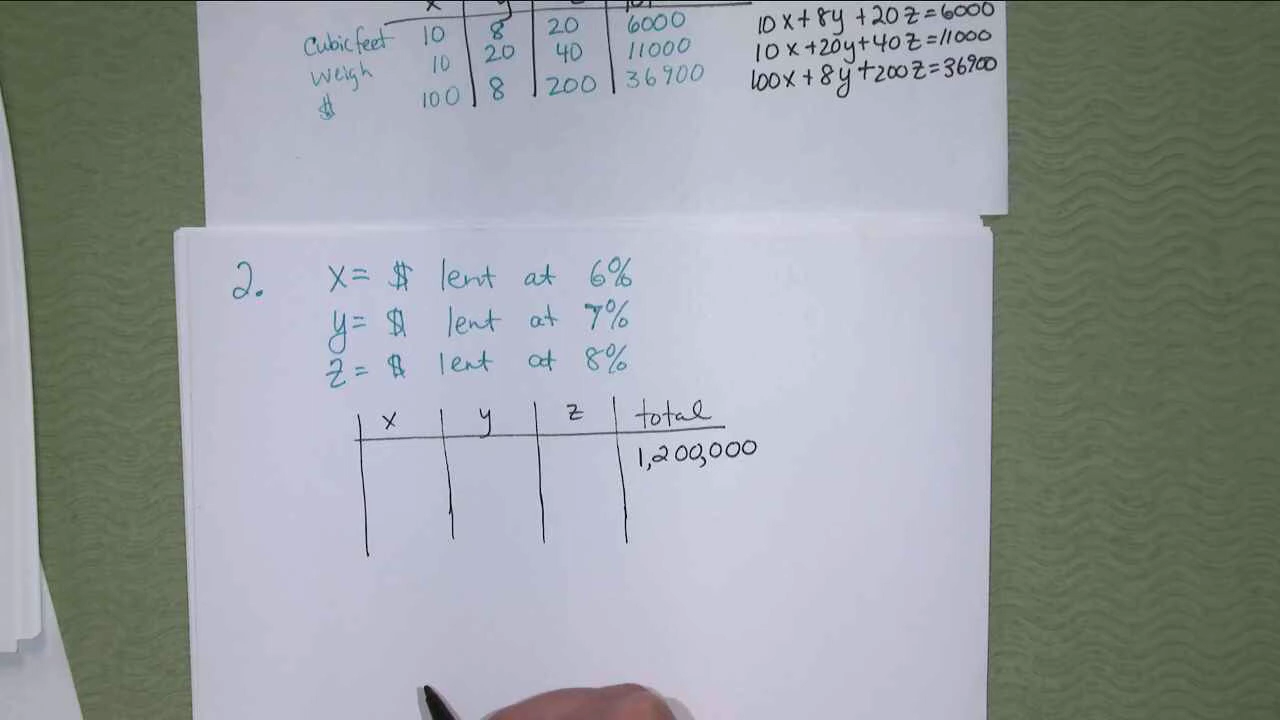 x y z
Cubic feet 10 8 20 6000 10x+8y+20z=6000
Weigh 10 20 40 11000 10x+20y+40z=11000
$ 100 8 200 36900 100x+8y+200z=36900
2. x= $ lent at 6%
y= $ lent at 7%
z= $ lent at 8%
x y z total
1,200,000